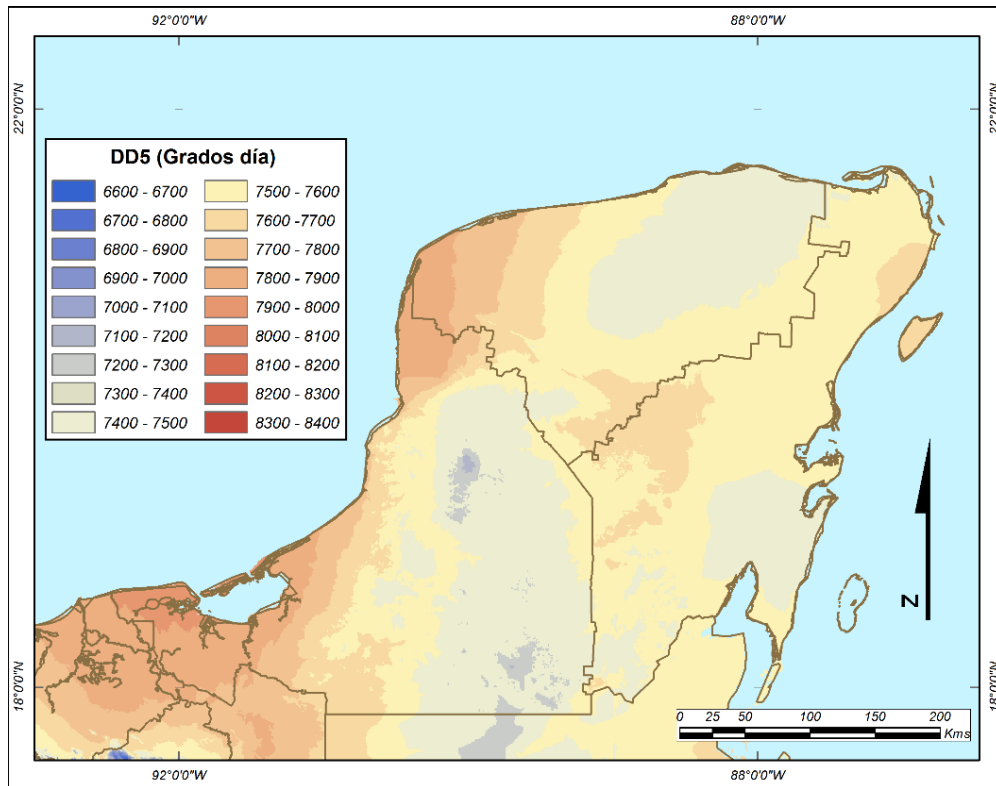 92°0'0"W 88°0'0"W
22°0'0"N 22°0'0"N
DD5 (Grados día)
6600 - 6700 7500 - 7600
6700 - 6800 7600 -7700
6800 - 6900 7700 - 7800
6900 - 7000 7800 - 7900
7000 - 7100 7900 - 8000
7100 - 7200 8000 - 8100
7200 - 7300 8100 - 8200
7300 - 7400 8200 - 8300
7400 - 7500 8300 - 8400
N
18°0'0"N 18°0'0"N
0 25 50 100 150 200
Kms
92°0'0"W 88°0'0"W